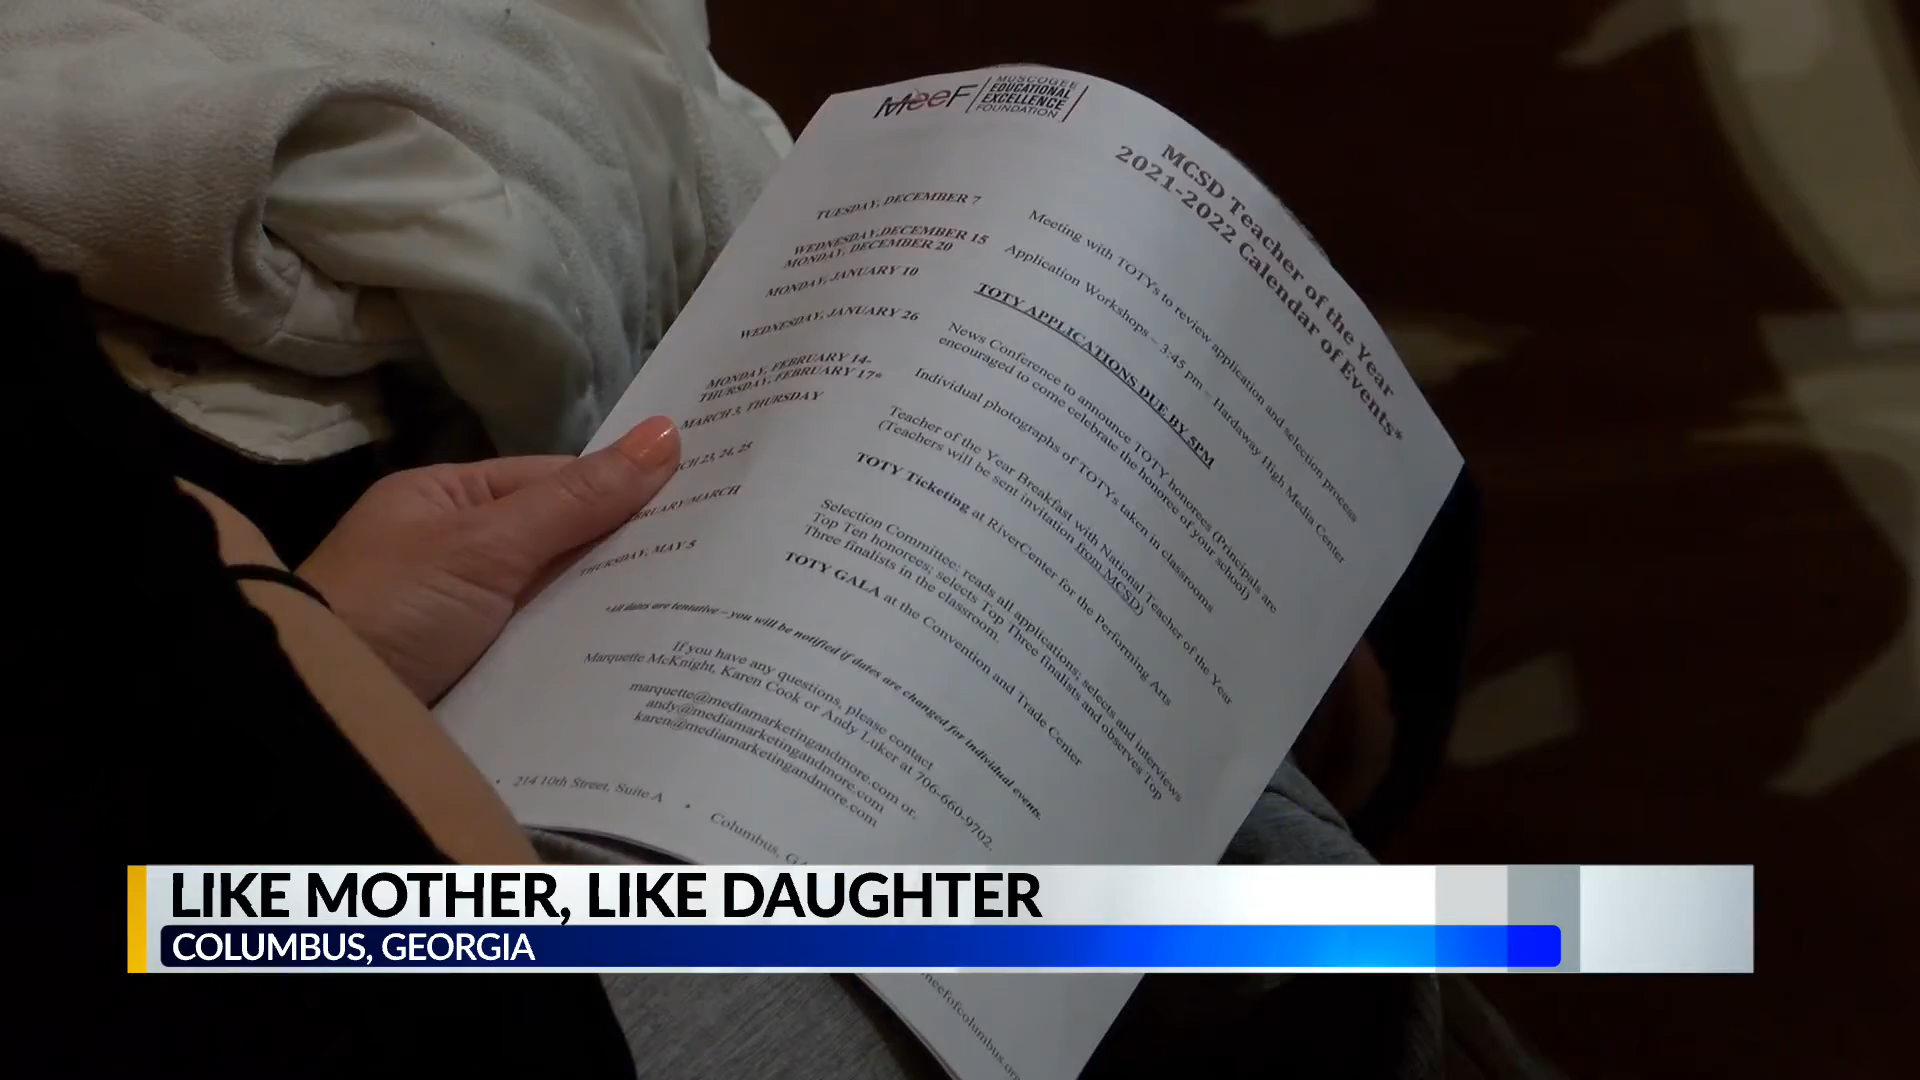 MeeF
MUSCOGEE
EDUCATIONAL
EXCELLENCE
FOUNDATION
MCSD Teacher of the Year
2021-2022 Calendar of Events*
TUESDAY, DECEMBER 7
Meeting with TOTYs to review application and selection process
WEDNESDAY, DECEMBER 15
MONDAY, DECEMBER 20
Application Workshops – 3:45 pm – Hardaway High Media Center
MONDAY, JANUARY 10
TOTY APPLICATIONS DUE BY 5PM
WEDNESDAY, JANUARY 26
News Conference to announce TOTY honorees (Principals are
encouraged to come celebrate the honoree of your school)
MONDAY, FEBRUARY 14-
THURSDAY, FEBRUARY 17*
Individual photographs of TOTYs taken in classrooms
MARCH 3, THURSDAY
Teacher of the Year Breakfast with National Teacher of the Year
(Teachers will be sent invitation from MCSD)
CH 23, 24, 25
TOTY Ticketing at RiverCenter for the Performing Arts
BRUARY/MARCH
Selection Committee: reads all applications; selects and interviews
Top Ten honorees; selects Top Three finalists and observes Top
Three finalists in the classroom.
THURSDAY, MAY 5
TOTY GALA at the Convention and Trade Center
*All dates are tentative – you will be notified if dates are changed for individual events.
If you have any questions, please contact
Marquette McKnight, Karen Cook or Andy Luker at 706-660-9702.
marquette@mediamarketingandmore.com or,
andy@mediamarketingandmore.com
karen@mediamarketingandmore.com
• 214 10th Street, Suite A • Columbus, GA
meefofcolumbus.org
LIKE MOTHER, LIKE DAUGHTER
COLUMBUS, GEORGIA